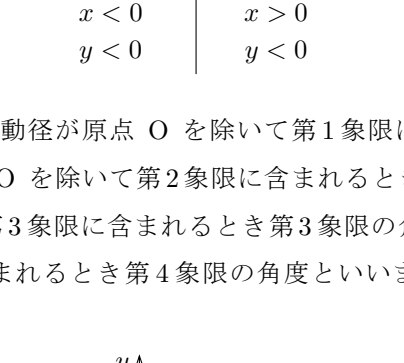 x < 0 x > 0
y < 0 y < 0
動径が原点 O を除いて第1象限に
O を除いて第2象限に含まれると
3象限に含まれるとき第3象限の
まれるとき第4象限の角度といい
y